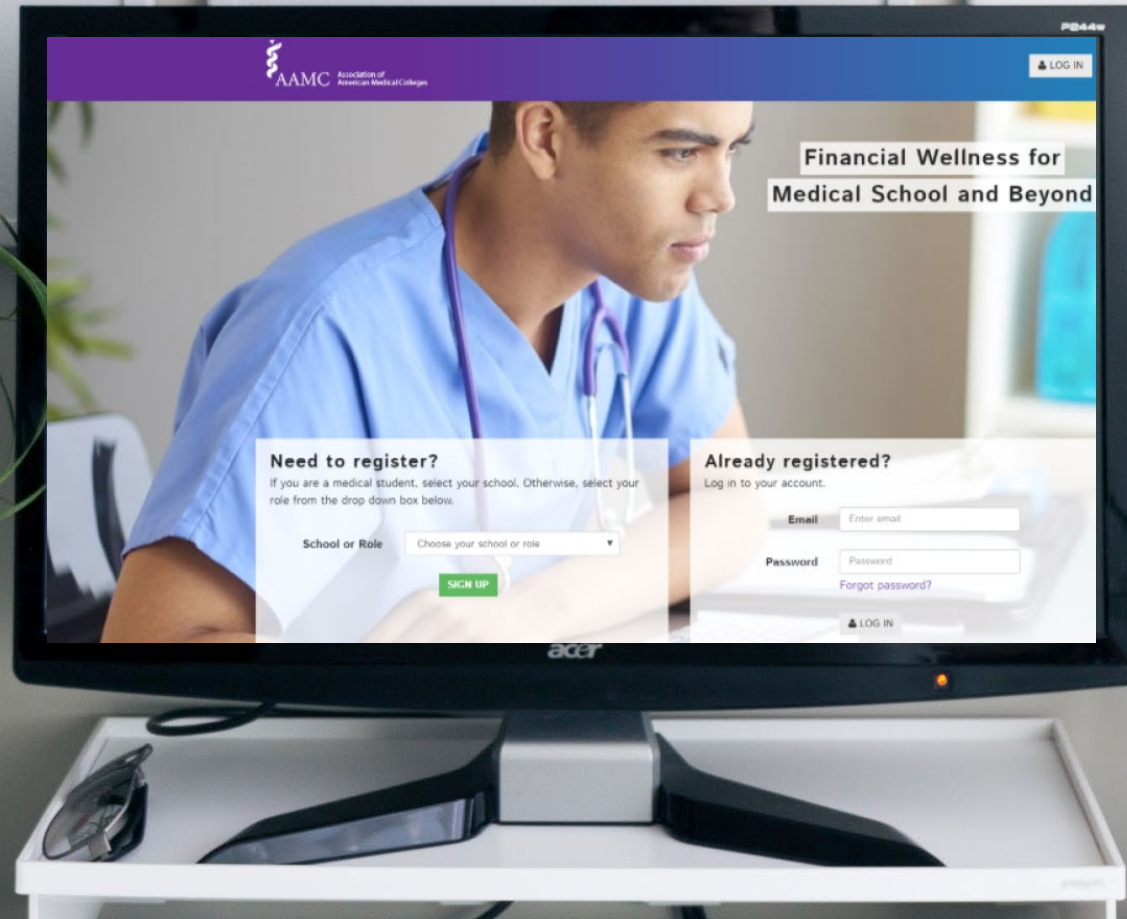 P244w
AAMC
Association of
American Medical Colleges
LOG IN
Financial Wellness for
Medical School and Beyond
Need to register?
If you are a medical student, select your school. Otherwise, select your
role from the drop down box below.
School or Role Choose your school or role
SIGN UP
Already registered?
Log in to your account.
Email Enter email
Password Password
Forgot password?
LOG IN
acer